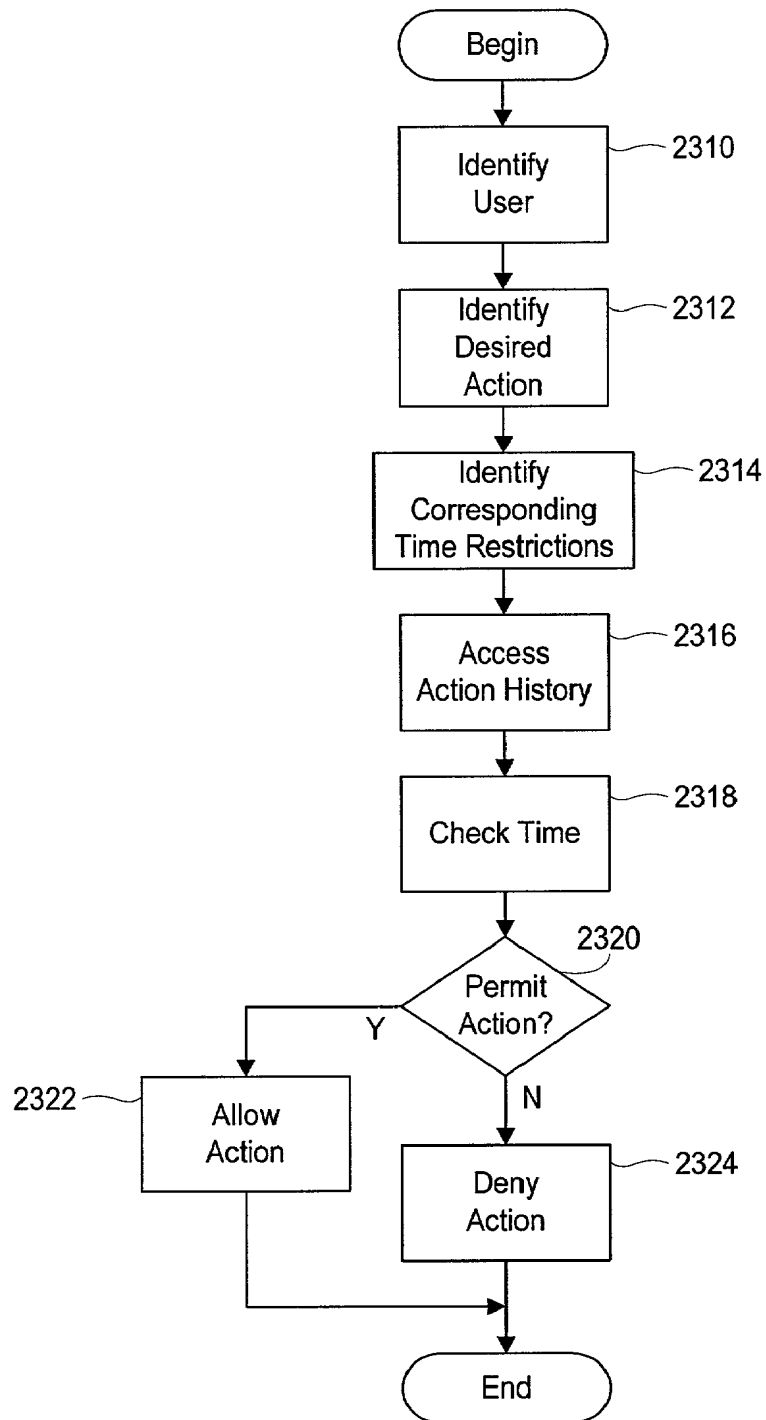 Begin
2310
Identify
User
2312
Identify
Desired
Action
2314
Identify
Corresponding
Time Restrictions
2316
Access
Action History
2318
Check Time
2320
Permit
Action?
Y
N
2322
Allow
Action
2324
Deny
Action
End